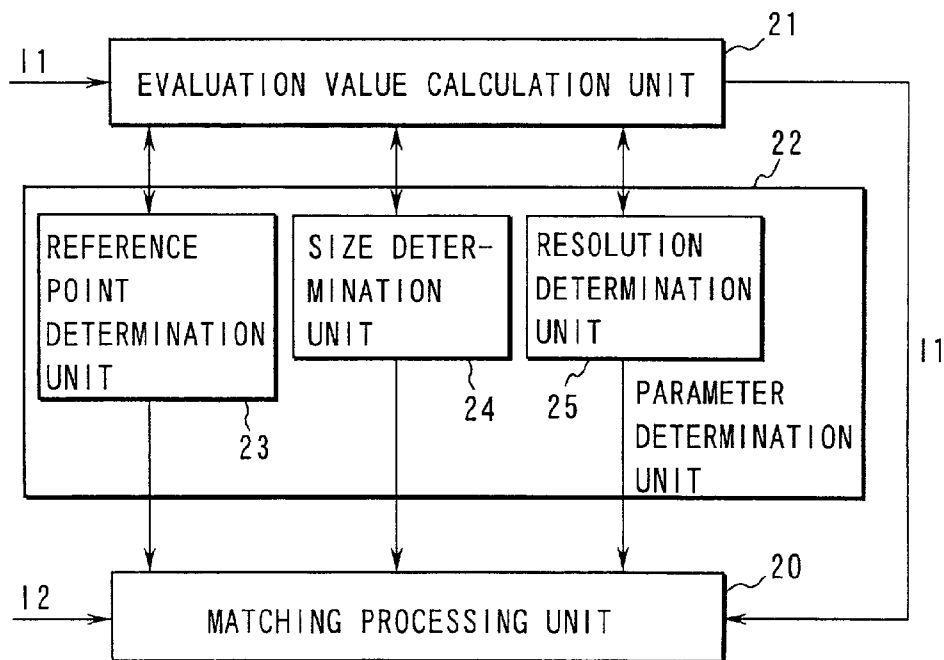 21
I1
EVALUATION VALUE CALCULATION UNIT
22
REFERENCE
POINT
DETERMINATION
UNIT
23
SIZE DETER-
MINATION
UNIT
24
RESOLUTION
DETERMINATION
UNIT
25
PARAMETER
DETERMINATION
UNIT
I1
20
I2
MATCHING PROCESSING UNIT